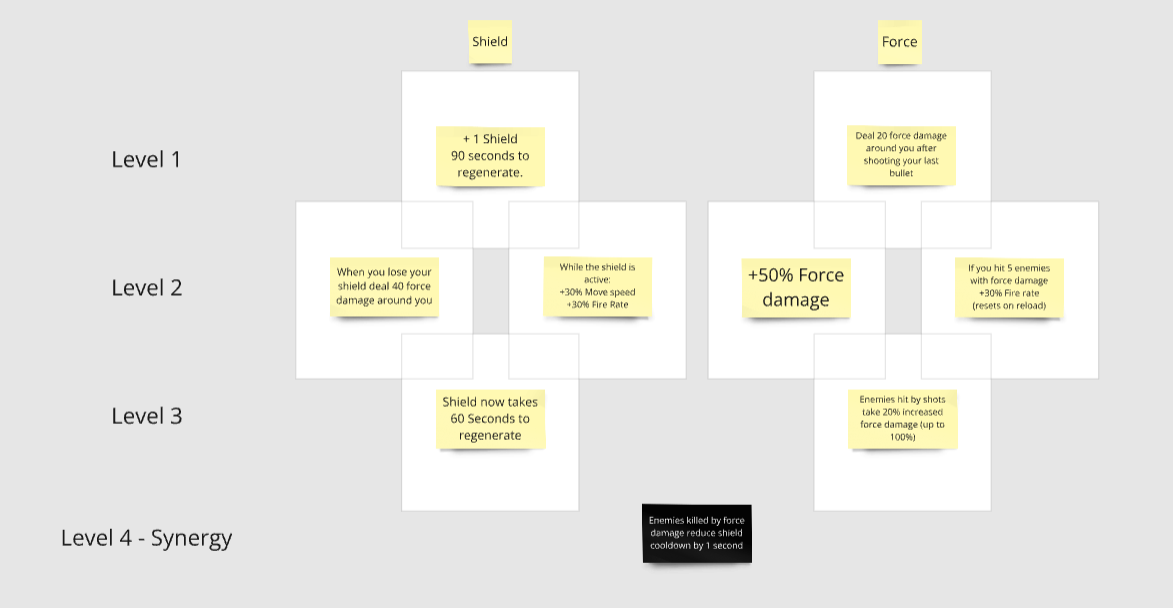 Shield
Force
Level 1
+ 1 Shield
90 seconds to
regenerate.
Deal 20 force damage
around you after
shooting your last
bullet
Level 2
When you lose your
shield deal 40 force
damage around you
While the shield is
active:
+30% Move speed
+30% Fire Rate
+50% Force
damage
If you hit 5 enemies
with force damage
+30% Fire rate
(resets on reload)
Level 3
Shield now takes
60 Seconds to
regenerate
Enemies hit by shots
take 20% increased
force damage (up to
100%)
Level 4 - Synergy
Enemies killed by force
damage reduce shield
cooldown by 1 second